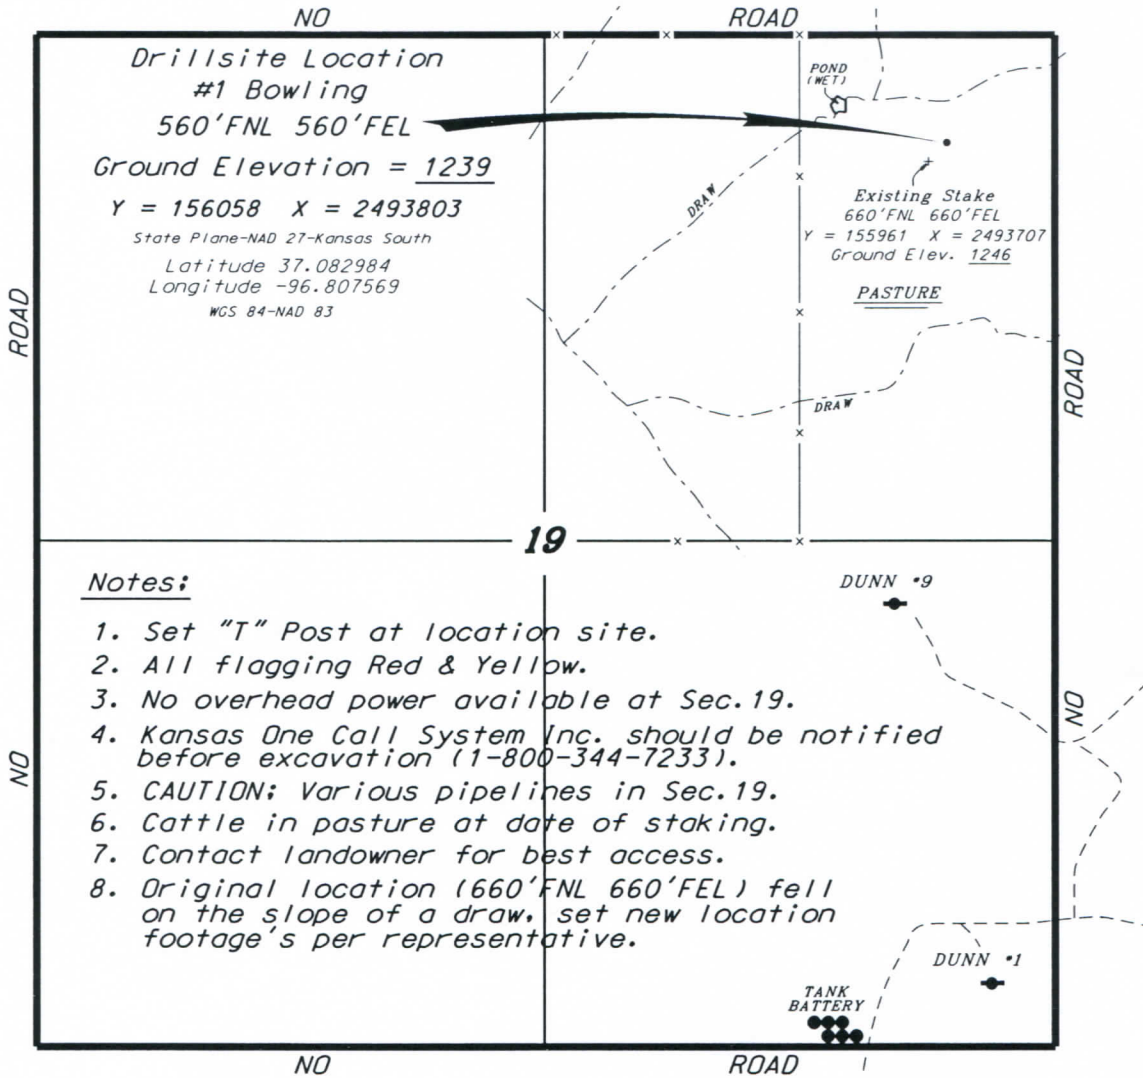 NO ROAD
Drillsite Location
#1 Bowling
560'FNL 560'FEL
Ground Elevation = 1239
Y = 156058 X = 2493803
State Plane-NAD 27-Kansas South
Latitude 37.082984
Longitude -96.807569
WGS 84-NAD 83
POND
(WET)
DRAW
Existing Stake
660'FNL 660'FEL
Y = 155961 X = 2493707
Ground Elev. 1246
PASTURE
ROAD
ROAD
DRAW
19
Notes:
1. Set "T" Post at location site.
2. All flagging Red & Yellow.
3. No overhead power available at Sec.19.
4. Kansas One Call System Inc. should be notified
before excavation (1-800-344-7233).
5. CAUTION: Various pipelines in Sec.19.
6. Cattle in pasture at date of staking.
7. Contact landowner for best access.
8. Original location (660'FNL 660'FEL) fell
on the slope of a draw, set new location
footage's per representative.
DUNN #9
NO
NO
DUNN #1
TANK
BATTERY
NO ROAD